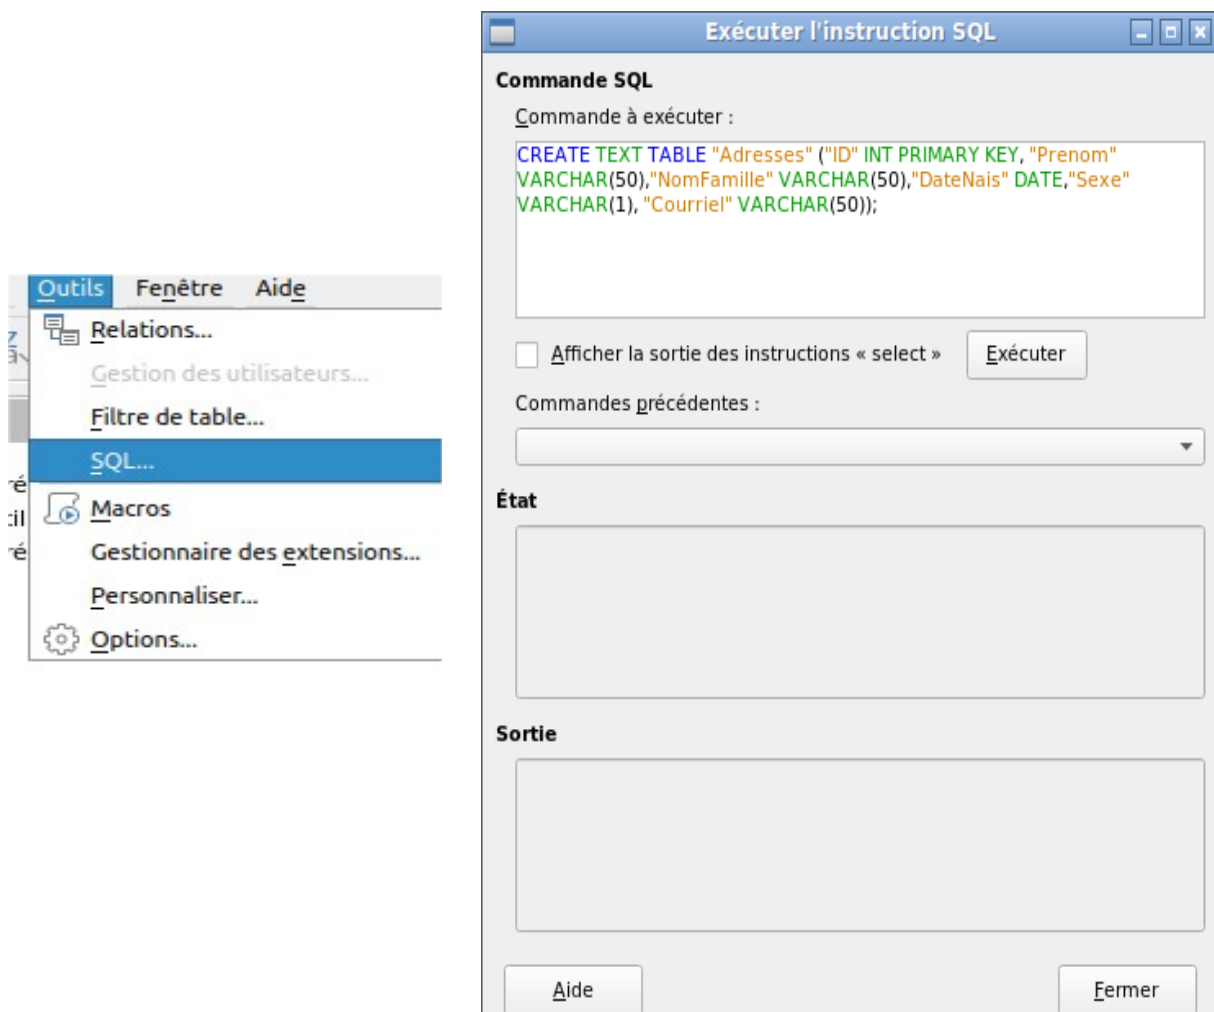 Outils Fenêtre Aide
Relations...
Gestion des utilisateurs...
Filtre de table...
SQL...
Macros
Gestionnaire des extensions...
Personnaliser...
Options...
ré
til
ré
Exécuter l'instruction SQL
Commande SQL
Commande à exécuter :
CREATE TEXT TABLE "Adresses" ("ID" INT PRIMARY KEY, "Prenom"
VARCHAR(50),"NomFamille" VARCHAR(50),"DateNais" DATE,"Sexe"
VARCHAR(1), "Courriel" VARCHAR(50));
Afficher la sortie des instructions « select »
Exécuter
Commandes précédentes :
État
Sortie
Aide
Fermer